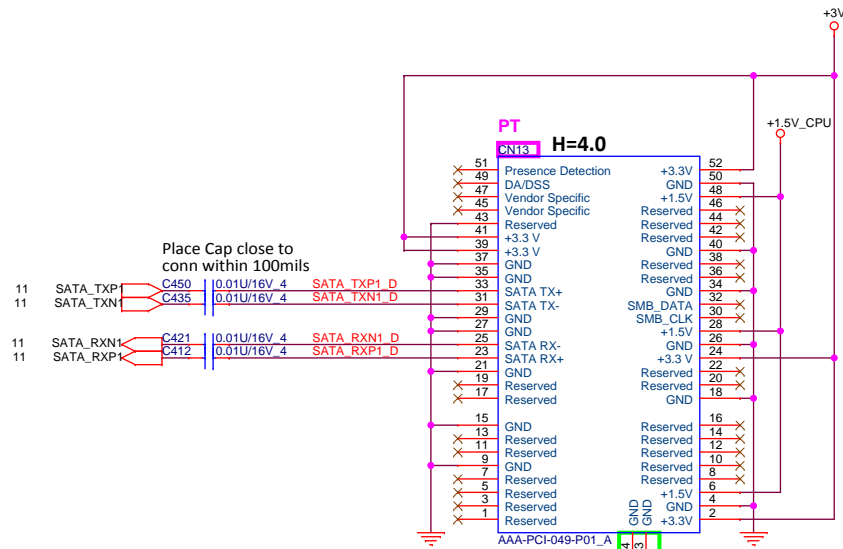 +3V
+1.5V_CPU
PT
CN13 H=4.0
51 Presence Detection +3.3V 52
49 DA/DSS GND 50
47 Vendor Specific +1.5V 48
45 Vendor Specific Reserved 46
43 Reserved Reserved 44
41 +3.3 V Reserved 42
39 +3.3 V GND 40
37 GND Reserved 38
35 GND Reserved 36
33 SATA TX+ GND 34
31 SATA TX- SMB_DATA 32
29 GND SMB_CLK 30
27 GND +1.5V 28
25 SATA RX- GND 26
23 SATA RX+ +3.3 V 24
21 GND Reserved 22
19 Reserved Reserved 20
17 Reserved GND 18
15 GND Reserved 16
13 Reserved Reserved 14
11 Reserved Reserved 12
9 GND Reserved 10
7 Reserved Reserved 8
5 Reserved +1.5V 6
3 Reserved GND 4
1 Reserved +3.3V 2
GND
GND
4
3
AAA-PCI-049-P01_A
Place Cap close to
conn within 100mils
11 SATA_TXP1 C450 0.01U/16V_4 SATA_TXP1_D
11 SATA_TXN1 C435 0.01U/16V_4 SATA_TXN1_D
11 SATA_RXN1 C421 0.01U/16V_4 SATA_RXN1_D
11 SATA_RXP1 C412 0.01U/16V_4 SATA_RXP1_D